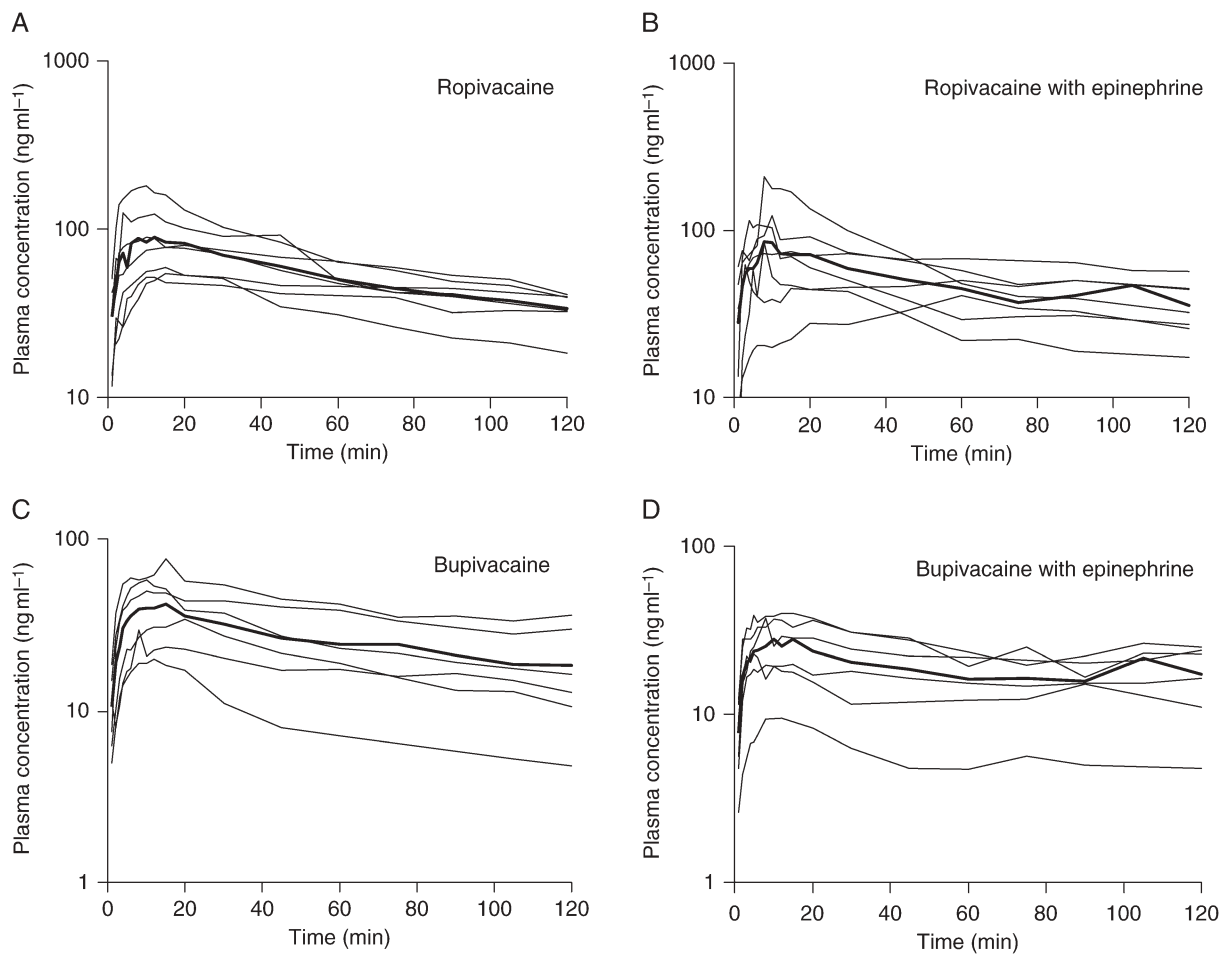 A
Ropivacaine
Plasma concentration (ng ml–1)
1000
100
10
0 20 40 60 80 100 120
Time (min)
B
Ropivacaine with epinephrine
Plasma concentration (ng ml–1)
1000
100
10
0 20 40 60 80 100 120
Time (min)
C
Bupivacaine
Plasma concentration (ng ml–1)
100
10
1
0 20 40 60 80 100 120
Time (min)
D
Bupivacaine with epinephrine
Plasma concentration (ng ml–1)
100
10
1
0 20 40 60 80 100 120
Time (min)